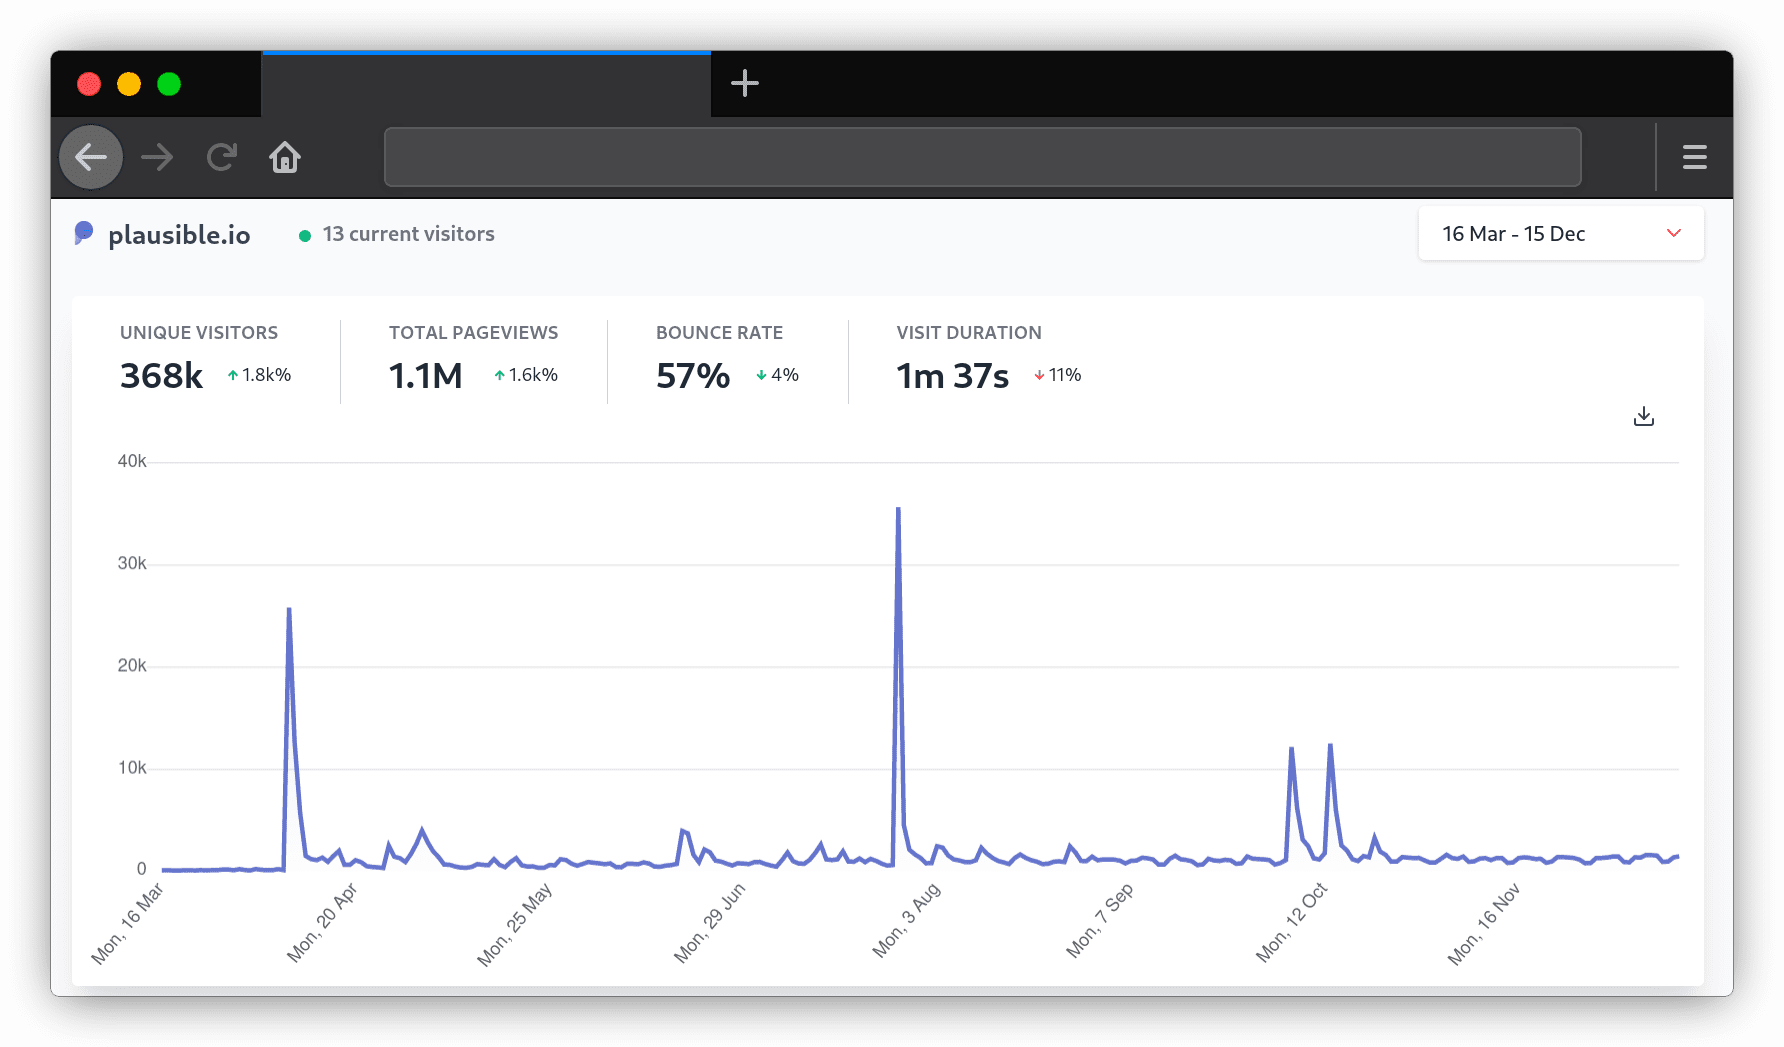 plausible.io
13 current visitors
16 Mar - 15 Dec
UNIQUE VISITORS
368k 1.8k%
TOTAL PAGEVIEWS
1.1M 1.6k%
BOUNCE RATE
57% 4%
VISIT DURATION
1m 37s 11%
40k
30k
20k
10k
0
Mon, 16 Mar
Mon, 20 Apr
Mon, 25 May
Mon, 29 Jun
Mon, 3 Aug
Mon, 7 Sep
Mon, 12 Oct
Mon, 16 Nov